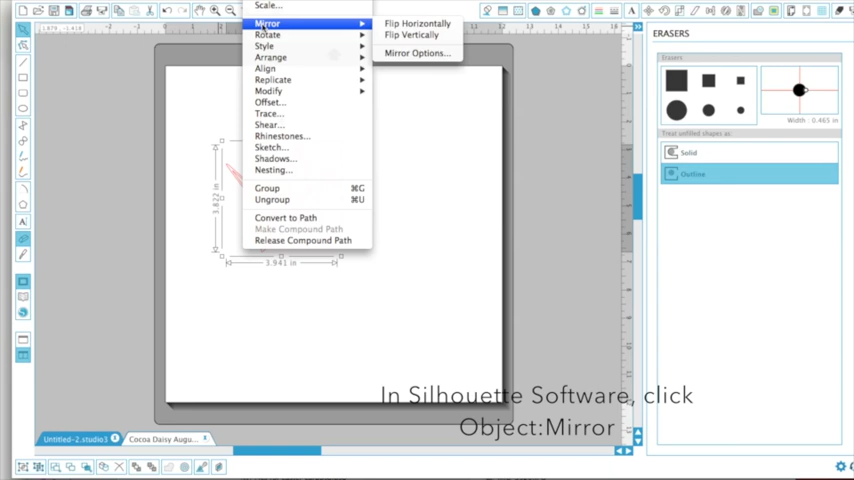 Scale...
Mirror
Rotate
Style
Arrange
Align
Replicate
Modify
Offset...
Trace...
Shear...
Rhinestones...
Sketch...
Shadows...
Nesting...
Group ⌘G
Ungroup ⌘U
Convert to Path
Make Compound Path
Release Compound Path
Flip Horizontally
Flip Vertically
Mirror Options...
3.822 in
3.941 in
ERASERS
Erasers
Width : 0.465 in
Treat unfilled shapes as:
Solid
Outline
In Silhouette Software, click
Object:Mirror
Untitled-2.studio3
Cocoa Daisy Augu...